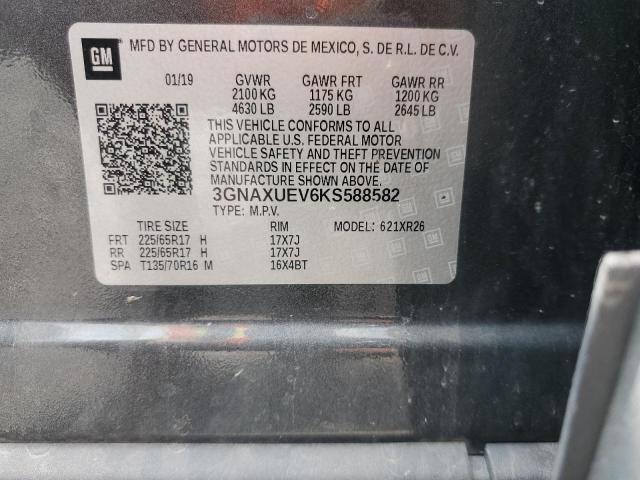 GM MFD BY GENERAL MOTORS DE MEXICO, S. DE R.L. DE C.V.
01/19 GVWR GAWR FRT GAWR RR
2100 KG 1175 KG 1200 KG
4630 LB 2590 LB 2645 LB
THIS VEHICLE CONFORMS TO ALL
APPLICABLE U.S. FEDERAL MOTOR
VEHICLE SAFETY AND THEFT PREVENTION
STANDARDS IN EFFECT ON THE DATE OF
MANUFACTURE SHOWN ABOVE.
3GNAXUEV6KS588582
TYPE: M.P.V. MODEL: 621XR26
TIRE SIZE RIM
FRT 225/65R17 H 17X7J
RR 225/65R17 H 17X7J
SPA T135/70R16 M 16X4BT